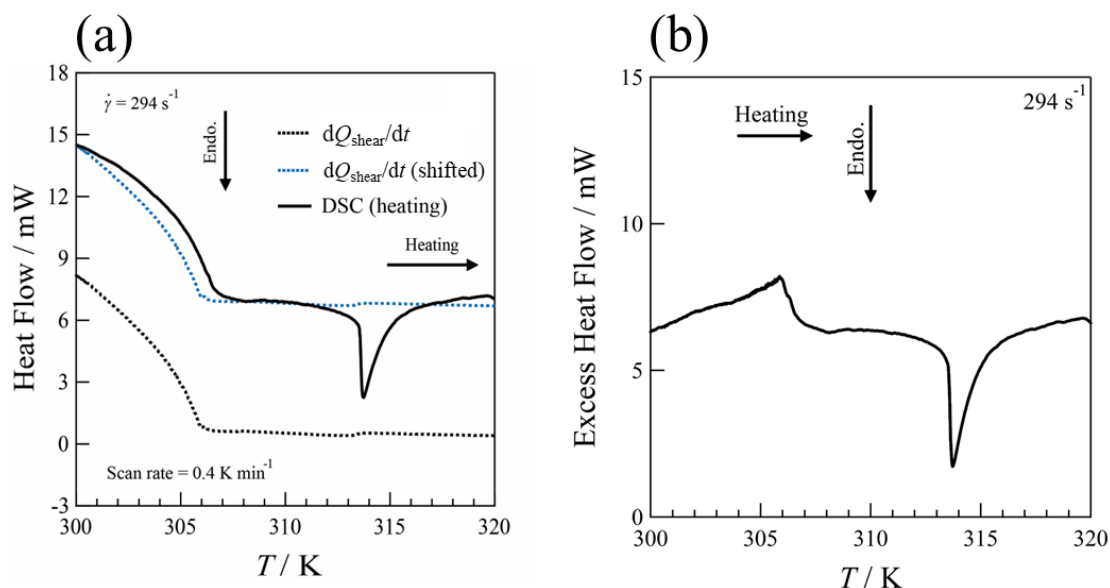 (a)
18
15
12
9
6
3
0
-3
Heat Flow / mW
γ̇ = 294 s⁻¹
Endo.
dQshear/dt
dQshear/dt (shifted)
DSC (heating)
Heating
Scan rate = 0.4 K min⁻¹
300
305
310
315
320
T / K
(b)
15
10
5
0
Excess Heat Flow / mW
Heating
Endo.
294 s⁻¹
300
305
310
315
320
T / K